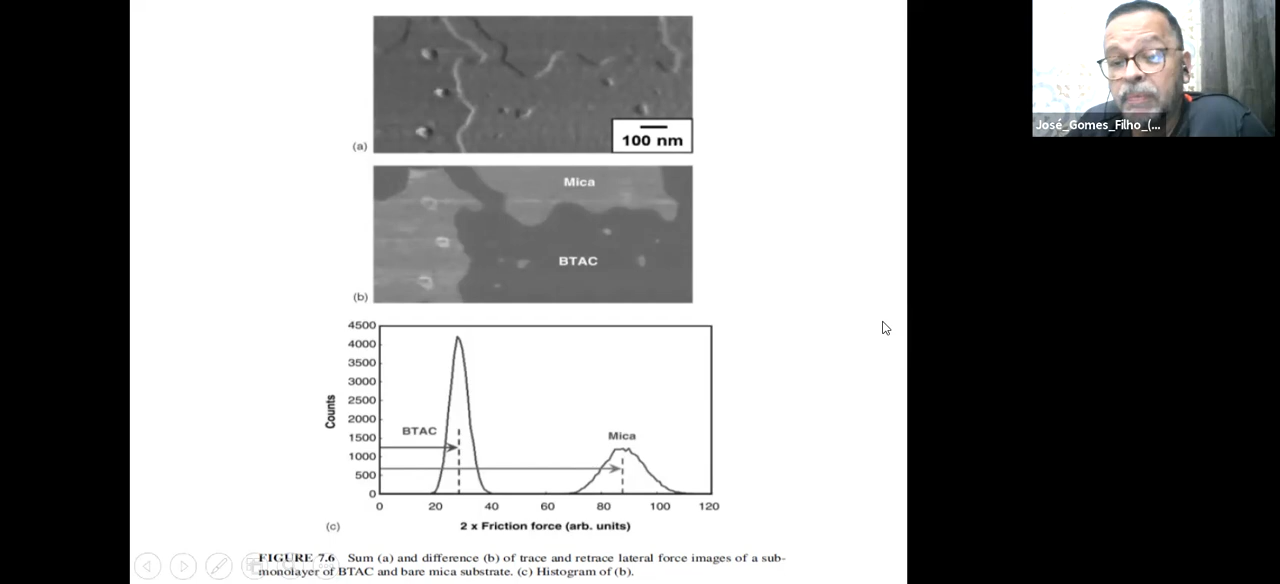 José_Gomes_Filho_(...
100 nm
(a)
Mica
BTAC
(b)
4500
4000
3500
3000
2500
2000
1500
1000
500
0
Counts
BTAC
Mica
0 20 40 60 80 100 120
2 x Friction force (arb. units)
(c)
FIGURE 7.6 Sum (a) and difference (b) of trace and retrace lateral force images of a sub-
monolayer of BTAC and bare mica substrate. (c) Histogram of (b).